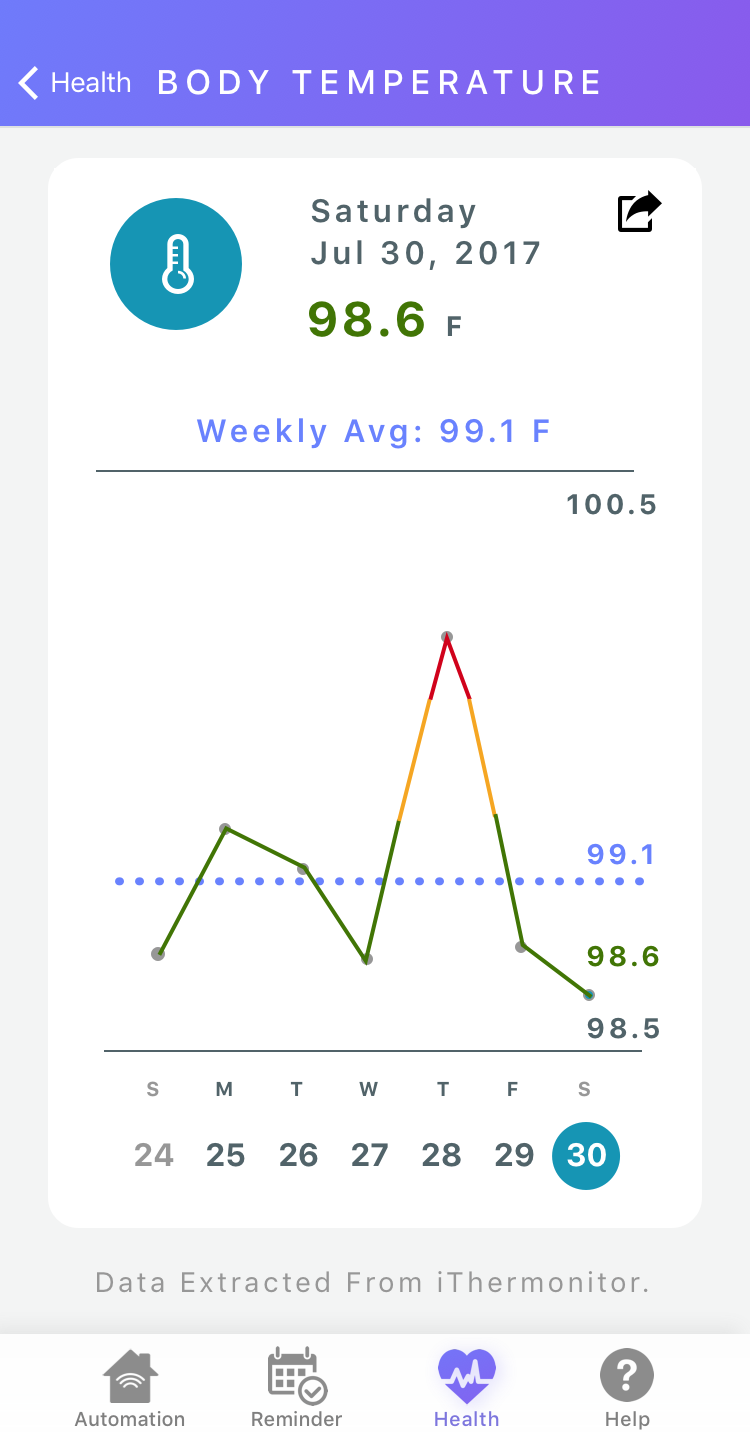 Health BODY TEMPERATURE
Saturday
Jul 30, 2017
98.6 F
Weekly Avg: 99.1 F
100.5
99.1
98.6
98.5
S M T W T F S
24 25 26 27 28 29 30
Data Extracted From iThermonitor.
Automation Reminder Health Help